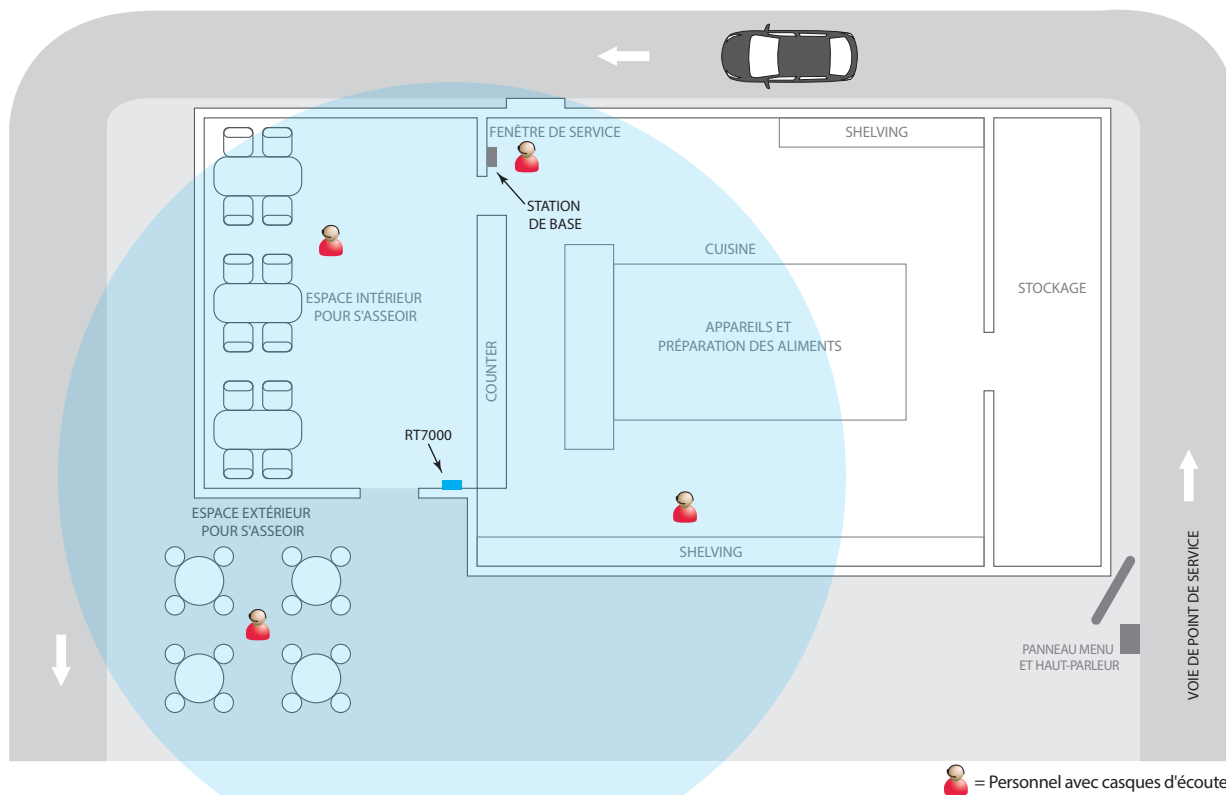 FENÊTRE DE SERVICE
SHELVING
STATION
DE BASE
CUISINE
ESPACE INTÉRIEUR
POUR S'ASSEOIR
COUNTER
APPAREILS ET
PRÉPARATION DES ALIMENTS
STOCKAGE
RT7000
ESPACE EXTÉRIEUR
POUR S'ASSEOIR
SHELVING
PANNEAU MENU
ET HAUT-PARLEUR
VOIE DE POINT DE SERVICE
= Personnel avec casques d'écoute